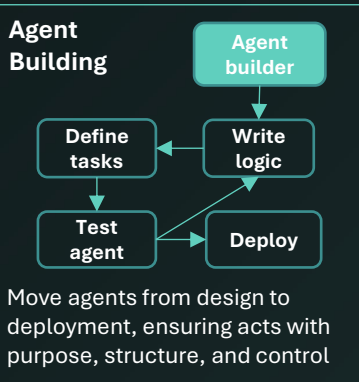 Agent
Building
Agent
builder
Write
logic
Define
tasks
Test
agent
Deploy
Move agents from design to
deployment, ensuring acts with
purpose, structure, and control